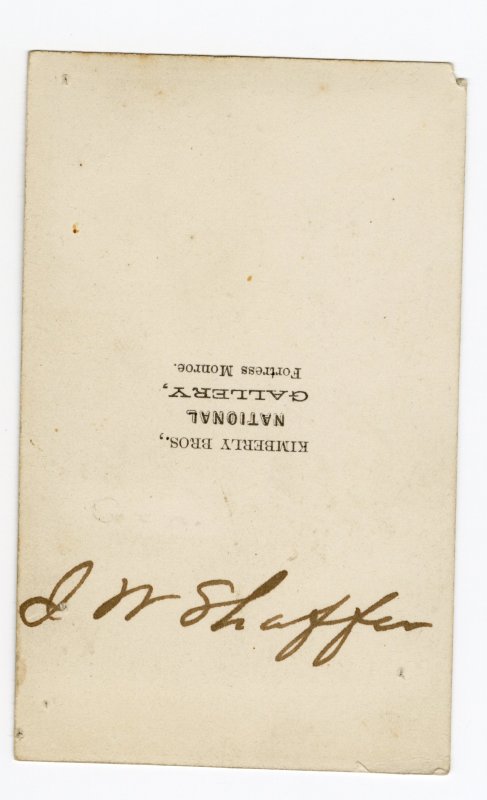 KIMBERLY BROS.,
NATIONAL
GALLERY,
Fortress Monroe.
J W Shaffer